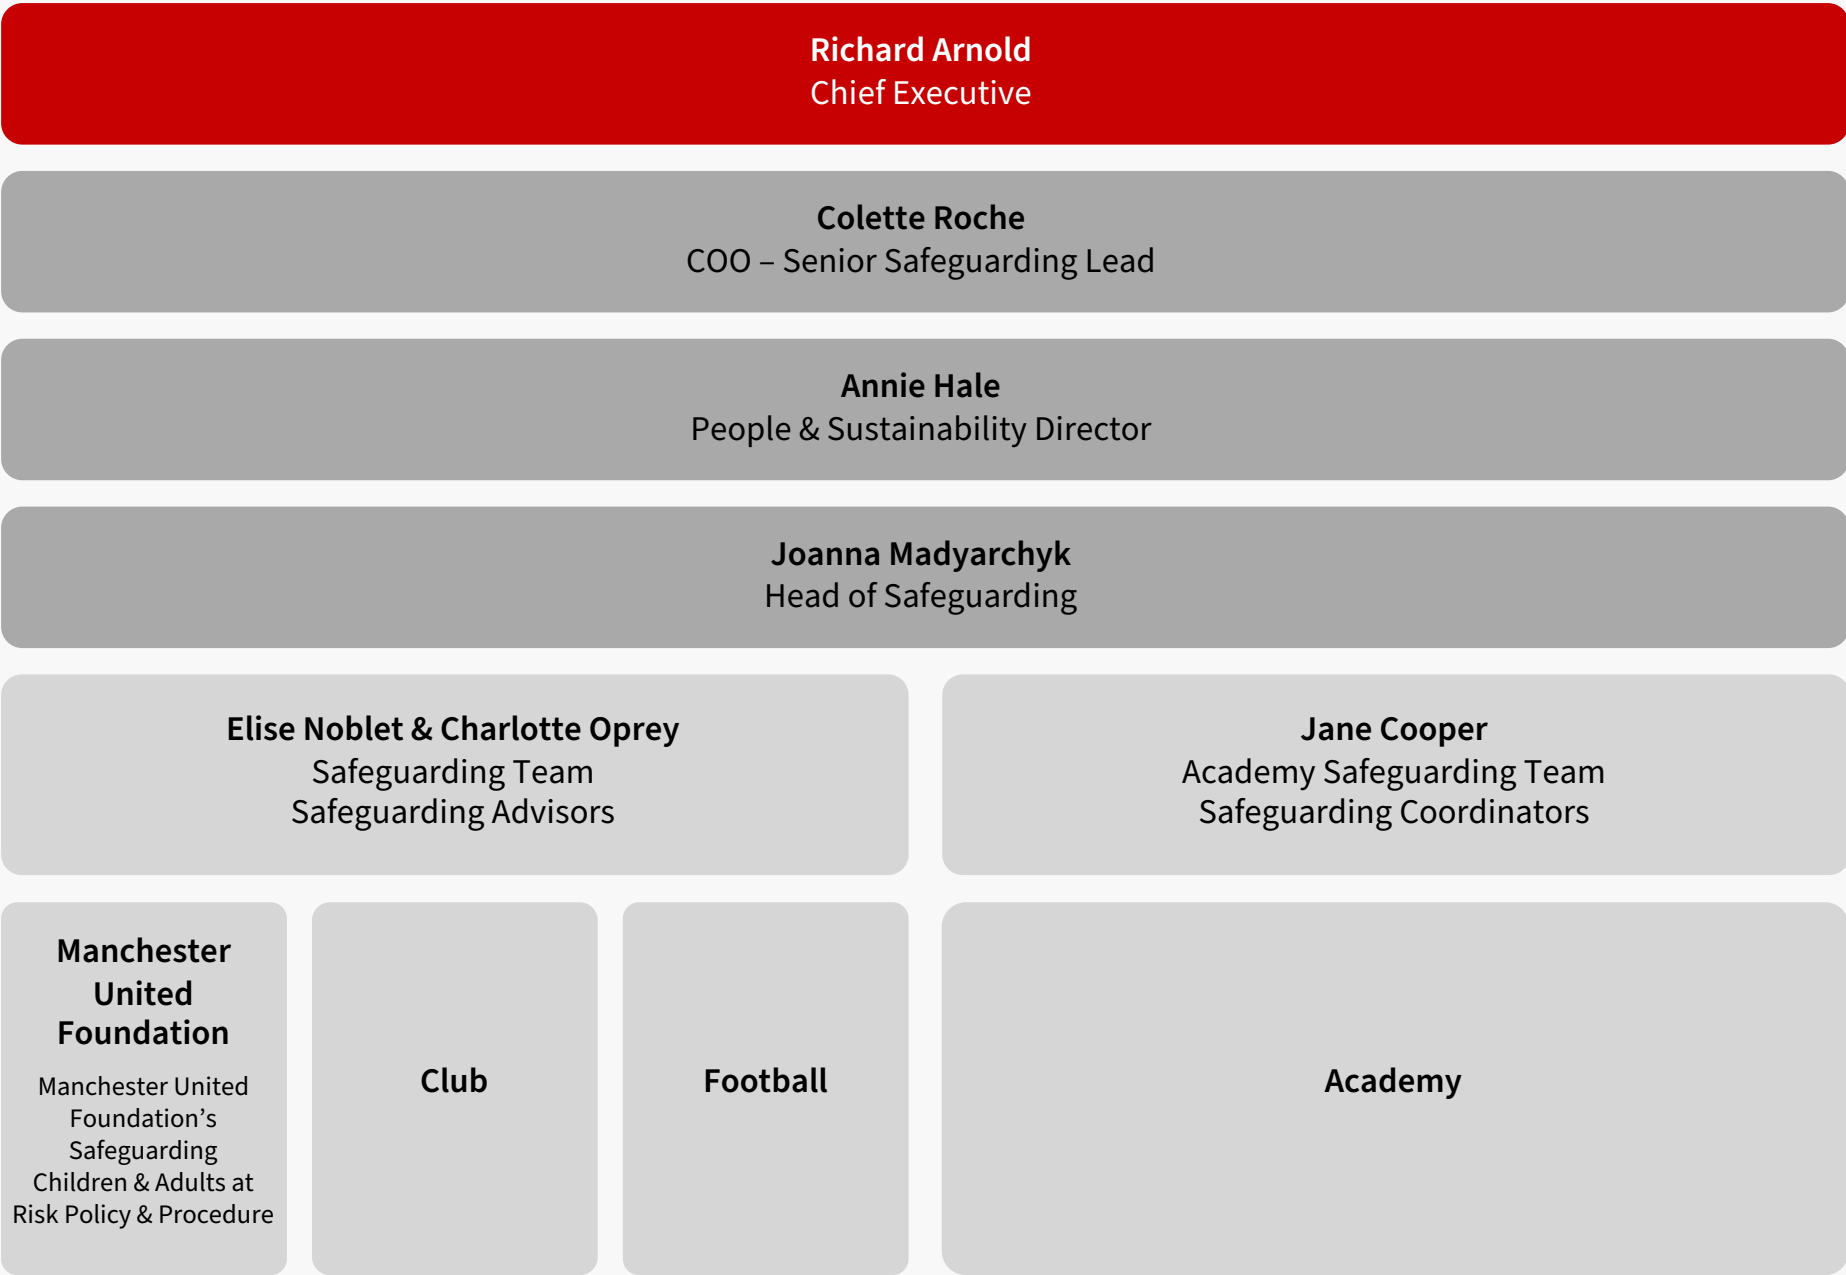 Richard Arnold
Chief Executive
Colette Roche
COO – Senior Safeguarding Lead
Annie Hale
People & Sustainability Director
Joanna Madyarchyk
Head of Safeguarding
Elise Noblet & Charlotte Oprey
Safeguarding Team
Safeguarding Advisors
Jane Cooper
Academy Safeguarding Team
Safeguarding Coordinators
Manchester
United
Foundation
Manchester United
Foundation’s
Safeguarding
Children & Adults at
Risk Policy & Procedure
Club
Football
Academy